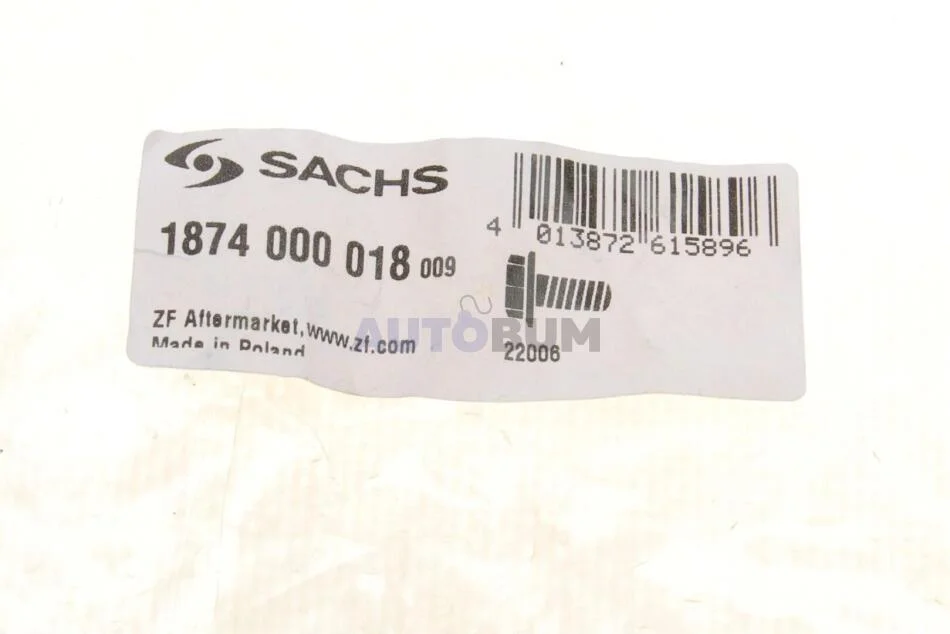 SACHS
1874 000 018 009
ZF Aftermarket, www.zf.com
Made in Poland
4 013872 615896
22006
AUTOBUM